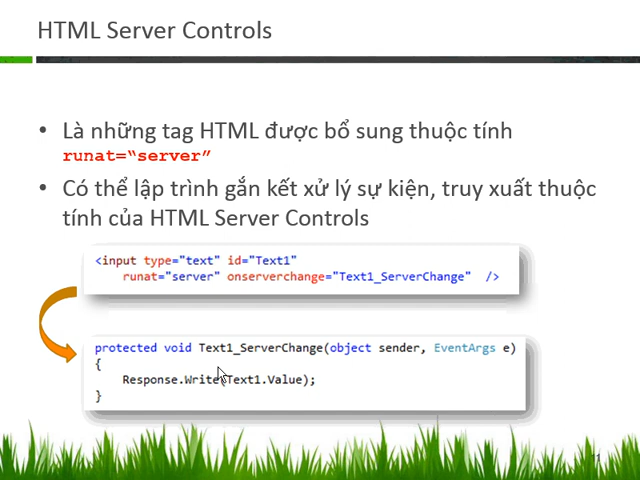 HTML Server Controls
• Là những tag HTML được bổ sung thuộc tính
runat=“server”
• Có thể lập trình gắn kết xử lý sự kiện, truy xuất thuộc
tính của HTML Server Controls
<input type="text" id="Text1"
runat="server" onserverchange="Text1_ServerChange" />
protected void Text1_ServerChange(object sender, EventArgs e)
{
Response.Write(Text1.Value);
}
11